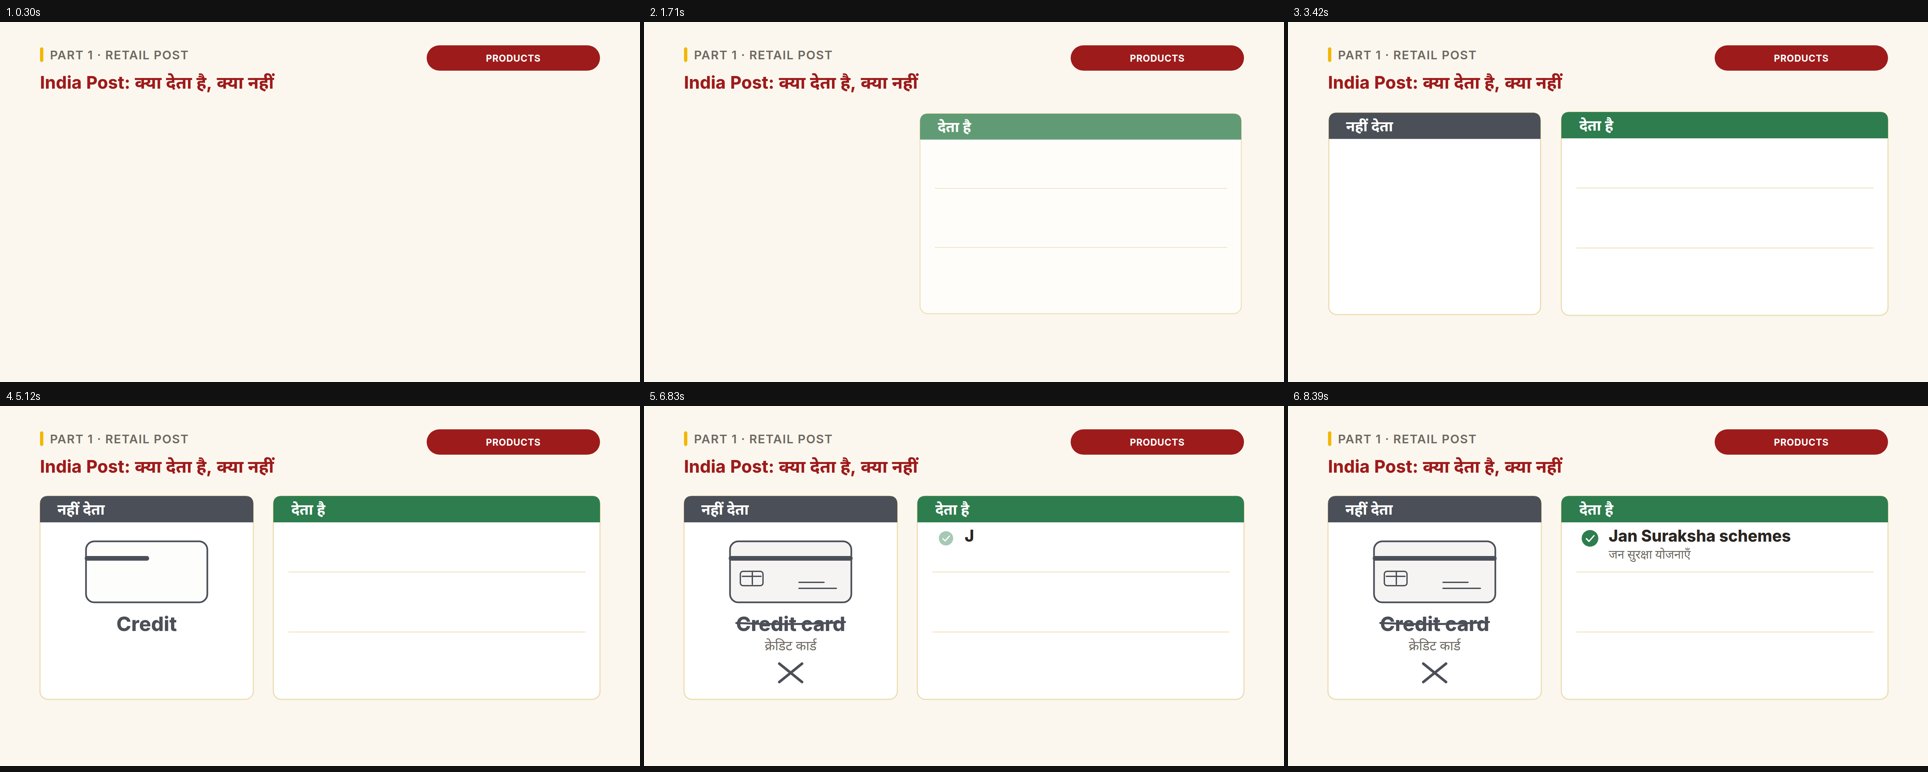 1. 0.30s
PART 1 · RETAIL POST
PRODUCTS
India Post: क्या देता है, क्या नहीं
2. 1.71s
PART 1 · RETAIL POST
PRODUCTS
India Post: क्या देता है, क्या नहीं
देता है
3. 3.42s
PART 1 · RETAIL POST
PRODUCTS
India Post: क्या देता है, क्या नहीं
नहीं देता
देता है
4. 5.12s
PART 1 · RETAIL POST
PRODUCTS
India Post: क्या देता है, क्या नहीं
नहीं देता
Credit
देता है
5. 6.83s
PART 1 · RETAIL POST
PRODUCTS
India Post: क्या देता है, क्या नहीं
नहीं देता
Credit card
क्रेडिट कार्ड
देता है
J
6. 8.39s
PART 1 · RETAIL POST
PRODUCTS
India Post: क्या देता है, क्या नहीं
नहीं देता
Credit card
क्रेडिट कार्ड
देता है
Jan Suraksha schemes
जन सुरक्षा योजनाएँ